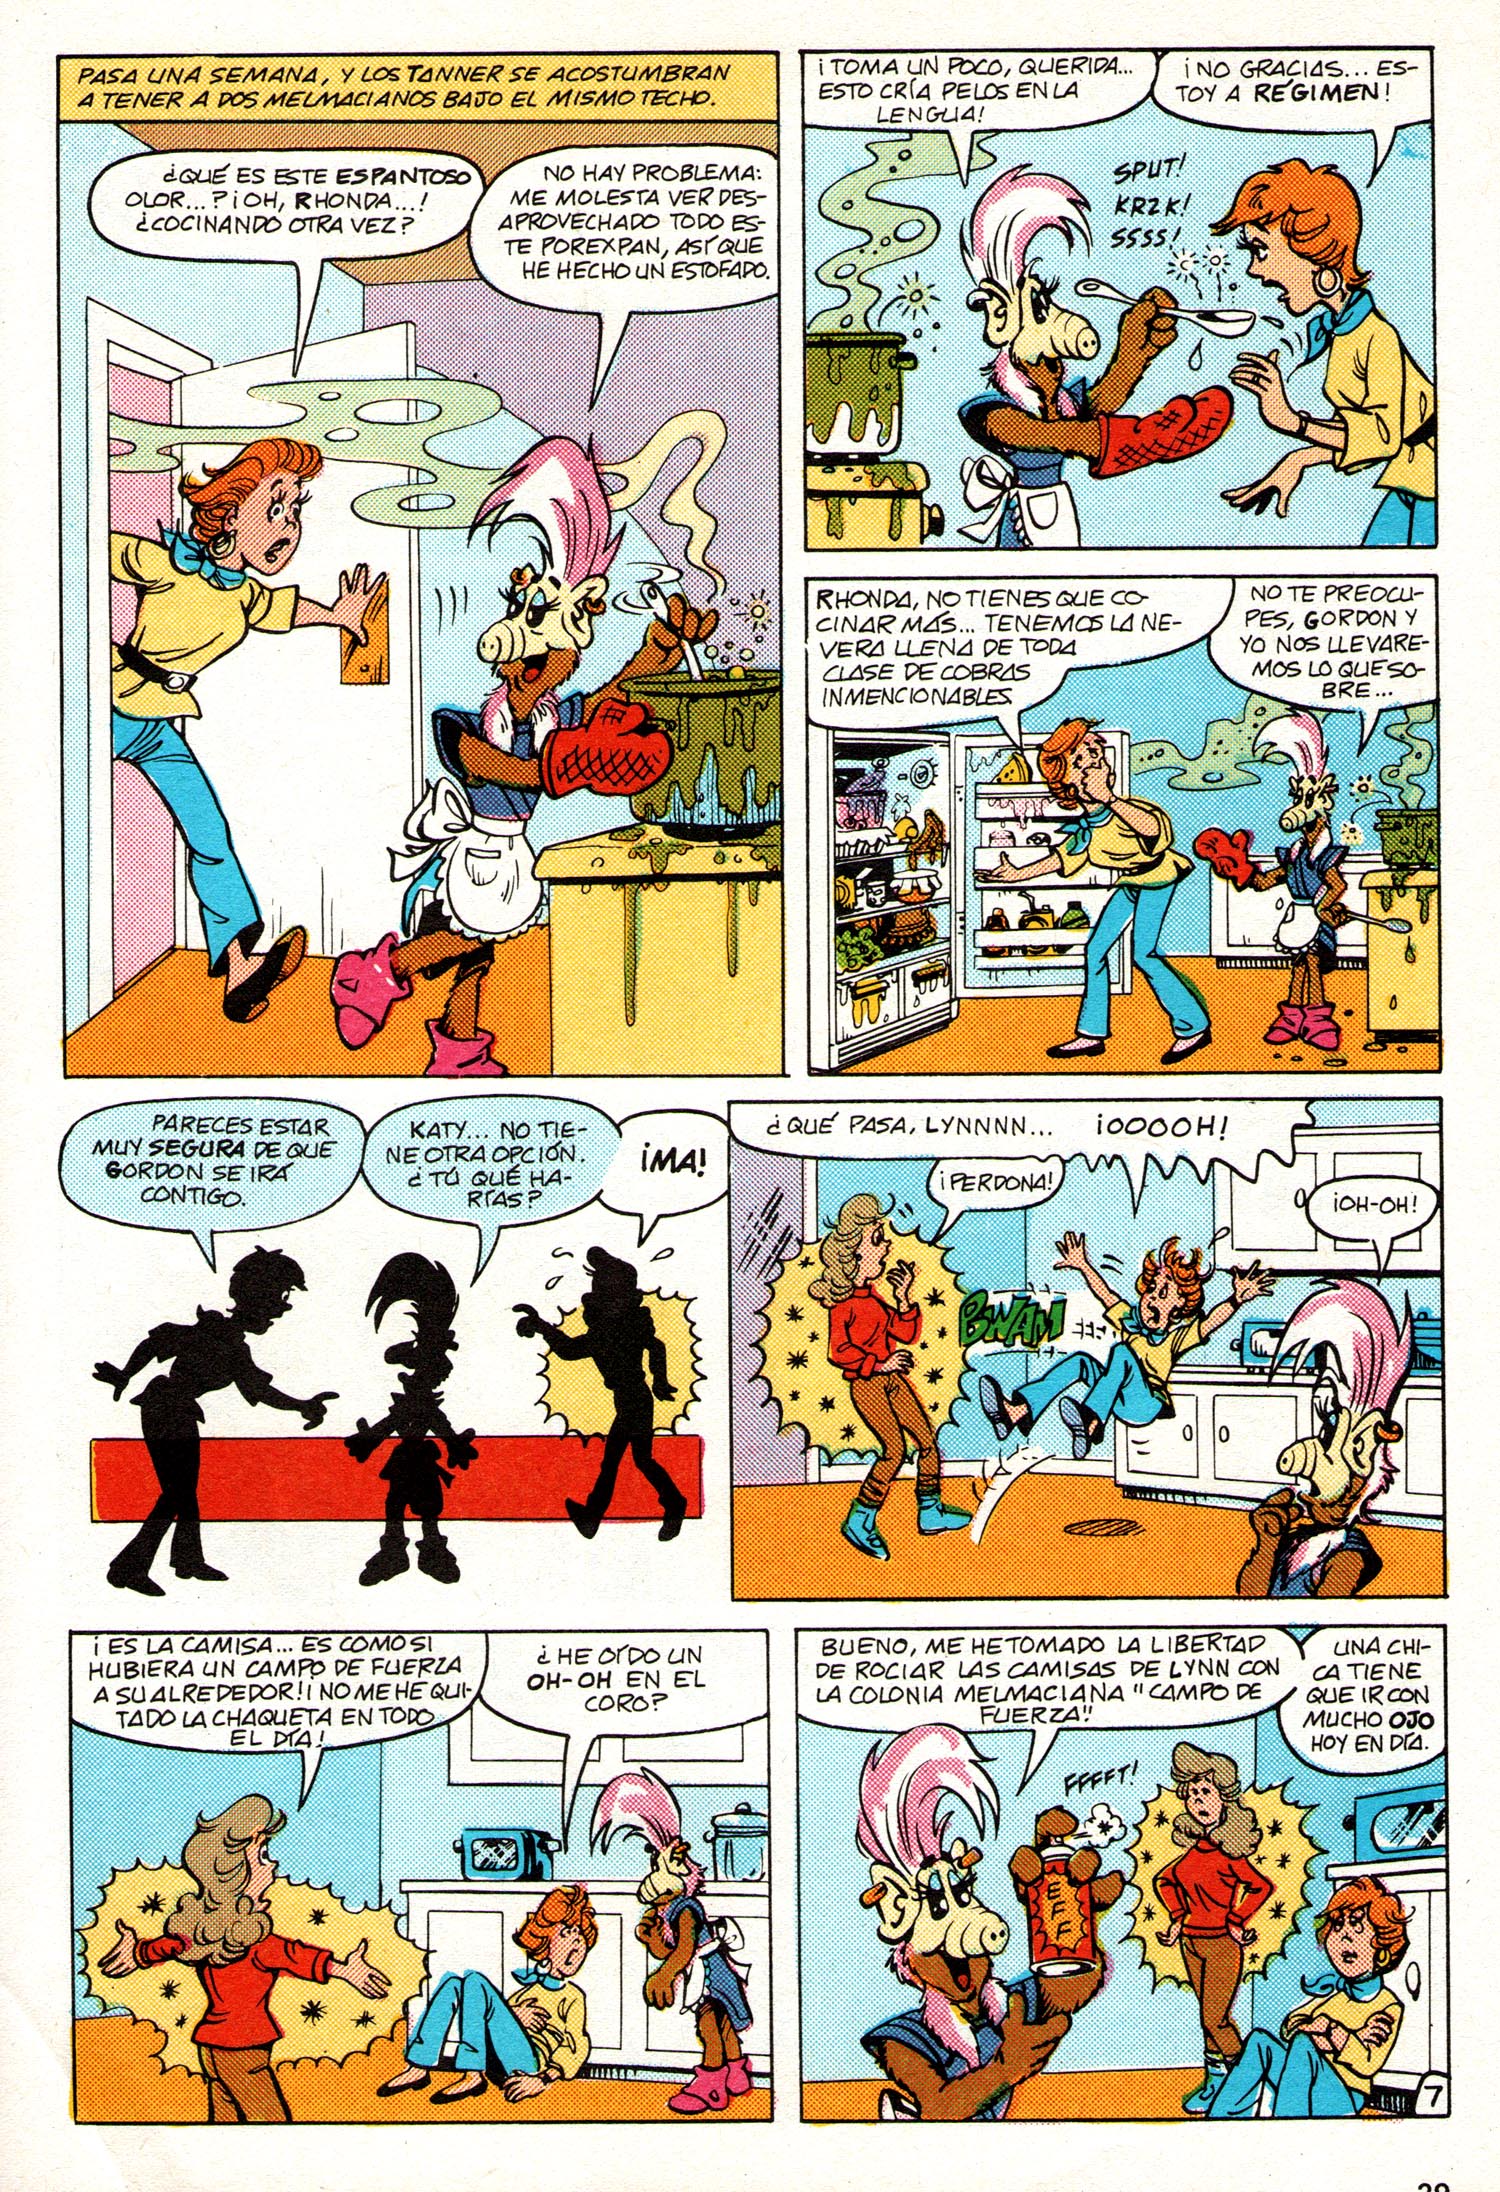 PASA UNA SEMANA, Y LOS TANNER SE ACOSTUMBRAN
A TENER A DOS MELMACIANOS BAJO EL MISMO TECHO.
¿QUÉ ES ESTE ESPANTOSO
OLOR...? ¡OH, RHONDA...!
¿COCINANDO OTRA VEZ?
NO HAY PROBLEMA:
ME MOLESTA VER DES-
APROVECHADO TODO ES-
TE POREXPAN, ASÍ QUE
HE HECHO UN ESTOFADO.
¡TOMA UN POCO, QUERIDA...
ESTO CRÍA PELOS EN LA
LENGUA!
¡NO GRACIAS... ES-
TOY A RÉGIMEN!
SPUT!
KRZK!
SSSS!
RHONDA, NO TIENES QUE CO-
CINAR MÁS... TENEMOS LA NE-
VERA LLENA DE TODA
CLASE DE COBRAS
INMENCIONABLES.
NO TE PREOCU-
PES, GORDON Y
YO NOS LLEVARE-
MOS LO QUE SO-
BRE...
PARECES ESTAR
MUY SEGURA DE QUE
GORDON SE IRÁ
CONTIGO.
KATY... NO TIE-
NE OTRA OPCIÓN.
¿TÚ QUÉ HA-
RÍAS?
¡MA!
¿QUÉ PASA, LYNNNN... ¡OOOOH!
¡PERDONA!
BWAM
¡OH-OH!
¡ES LA CAMISA... ES COMO SI
HUBIERA UN CAMPO DE FUERZA
A SU ALREDEDOR! ¡NO ME HE QUI-
TADO LA CHAQUETA EN TODO
EL DÍA!
¿HE OÍDO UN
OH-OH EN EL
CORO?
BUENO, ME HE TOMADO LA LIBERTAD
DE ROCIAR LAS CAMISAS DE LYNN CON
LA COLONIA MELMACIANA "CAMPO DE
FUERZA".
UNA CHI-
CA TIENE
QUE IR CON
MUCHO OJO
HOY EN DÍA.
FFFFT!
EFF
7
39